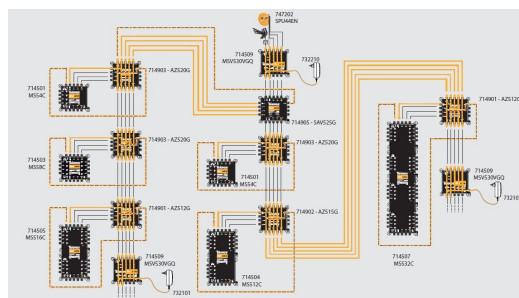 747202
SPU44EN
714509
MSV530VGQ
732210
714903 - AZS20G
714501
MS54C
714905 - SAV525G
714901 - AZS12G
714903 - AZS20G
714503
MS58C
714903 - AZS20G
714501
MS54C
714509
MSV530VGQ
73210
714901 - AZS12G
714505
MS516C
714902 - AZS15G
714509
MSV530VGQ
732101
714504
MS512C
714507
MS532C